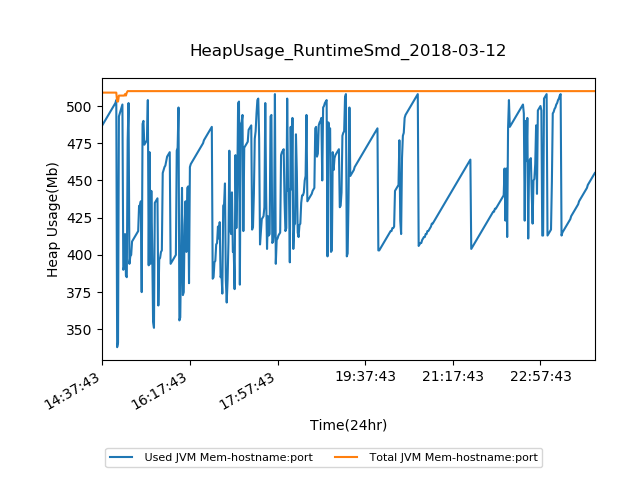 HeapUsage_RuntimeSmd_2018-03-12
Heap Usage(Mb)
500
475
450
425
400
375
350
14:37:43
16:17:43
17:57:43
19:37:43
21:17:43
22:57:43
Time(24hr)
Used JVM Mem-hostname:port
Total JVM Mem-hostname:port